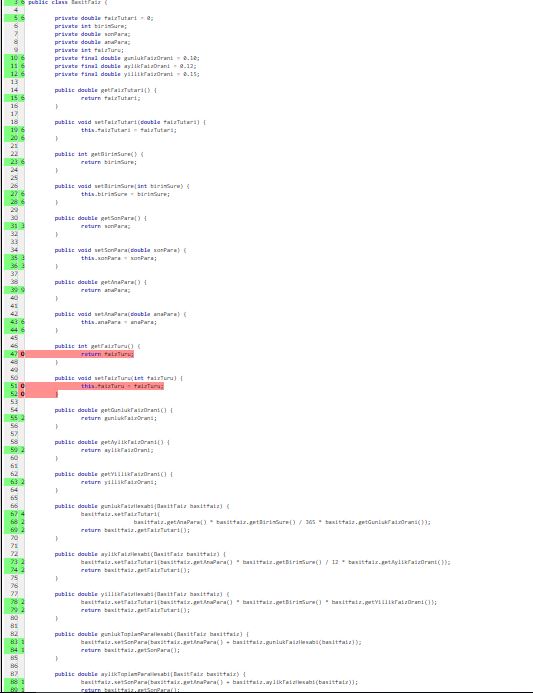 3 6 public class BasitFaiz {
4
5 6 private double faizTutari = 0;
6 private int birimSure;
7 private double sonPara;
8 private double anaPara;
9 private int faizTuru;
10 6 private final double gunlukFaizOrani = 0.10;
11 6 private final double aylikFaizOrani = 0.12;
12 6 private final double yillikFaizOrani = 0.15;
13
14 public double getFaizTutari() {
15 6 return faizTutari;
16 }
17
18 public void setFaizTutari(double faizTutari) {
19 6 this.faizTutari = faizTutari;
20 6 }
21
22 public int getBirimSure() {
23 6 return birimSure;
24 }
25
26 public void setBirimSure(int birimSure) {
27 6 this.birimSure = birimSure;
28 6 }
29
30 public double getSonPara() {
31 3 return sonPara;
32 }
33
34 public void setSonPara(double sonPara) {
35 3 this.sonPara = sonPara;
36 3 }
37
38 public double getAnaPara() {
39 9 return anaPara;
40 }
41
42 public void setAnaPara(double anaPara) {
43 6 this.anaPara = anaPara;
44 6 }
45
46 public int getFaizTuru() {
47 0 return faizTuru;
48 }
49
50 public void setFaizTuru(int faizTuru) {
51 0 this.faizTuru = faizTuru;
52 0 }
53
54 public double getGunlukFaizOrani() {
55 2 return gunlukFaizOrani;
56 }
57
58 public double getAylikFaizOrani() {
59 2 return aylikFaizOrani;
60 }
61
62 public double getYillikFaizOrani() {
63 2 return yillikFaizOrani;
64 }
65
66 public double gunlukFaizHesabi(BasitFaiz basitfaiz) {
67 4 basitfaiz.setFaizTutari(
68 2 basitfaiz.getAnaPara() * basitfaiz.getBirimSure() / 365 * basitfaiz.getGunlukFaizOrani());
69 2 return basitfaiz.getFaizTutari();
70 }
71
72 public double aylikFaizHesabi(BasitFaiz basitfaiz) {
73 2 basitfaiz.setFaizTutari(basitfaiz.getAnaPara() * basitfaiz.getBirimSure() / 12 * basitfaiz.getAylikFaizOrani());
74 2 return basitfaiz.getFaizTutari();
75 }
76
77 public double yillikFaizHesabi(BasitFaiz basitfaiz) {
78 2 basitfaiz.setFaizTutari(basitfaiz.getAnaPara() * basitfaiz.getBirimSure() * basitfaiz.getYillikFaizOrani());
79 2 return basitfaiz.getFaizTutari();
80 }
81
82 public double gunlukToplamParaHesabi(BasitFaiz basitfaiz) {
83 1 basitfaiz.setSonPara(basitfaiz.getAnaPara() + basitfaiz.gunlukFaizHesabi(basitfaiz));
84 1 return basitfaiz.getSonPara();
85 }
86
87 public double aylikToplamParaHesabi(BasitFaiz basitfaiz) {
88 1 basitfaiz.setSonPara(basitfaiz.getAnaPara() + basitfaiz.aylikFaizHesabi(basitfaiz));
89 1 return basitfaiz.getSonPara();